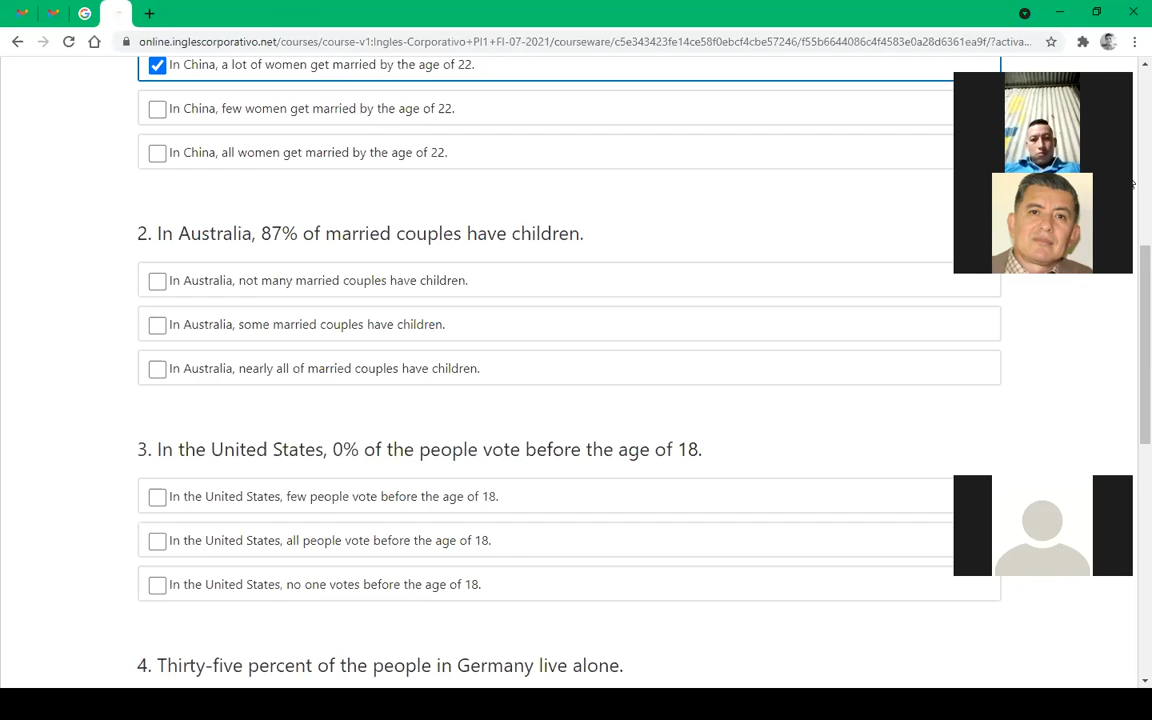 online.inglescorporativo.net/courses/course-v1:Ingles-Corporativo+PI1+FI-07-2021/courseware/c5e343423fe14ce58f0ebcf4cbe57246/f55b6644086c4f4583e0a28d6361ea9f/?activa...
In China, a lot of women get married by the age of 22.
In China, few women get married by the age of 22.
In China, all women get married by the age of 22.
2. In Australia, 87% of married couples have children.
In Australia, not many married couples have children.
In Australia, some married couples have children.
In Australia, nearly all of married couples have children.
3. In the United States, 0% of the people vote before the age of 18.
In the United States, few people vote before the age of 18.
In the United States, all people vote before the age of 18.
In the United States, no one votes before the age of 18.
4. Thirty-five percent of the people in Germany live alone.